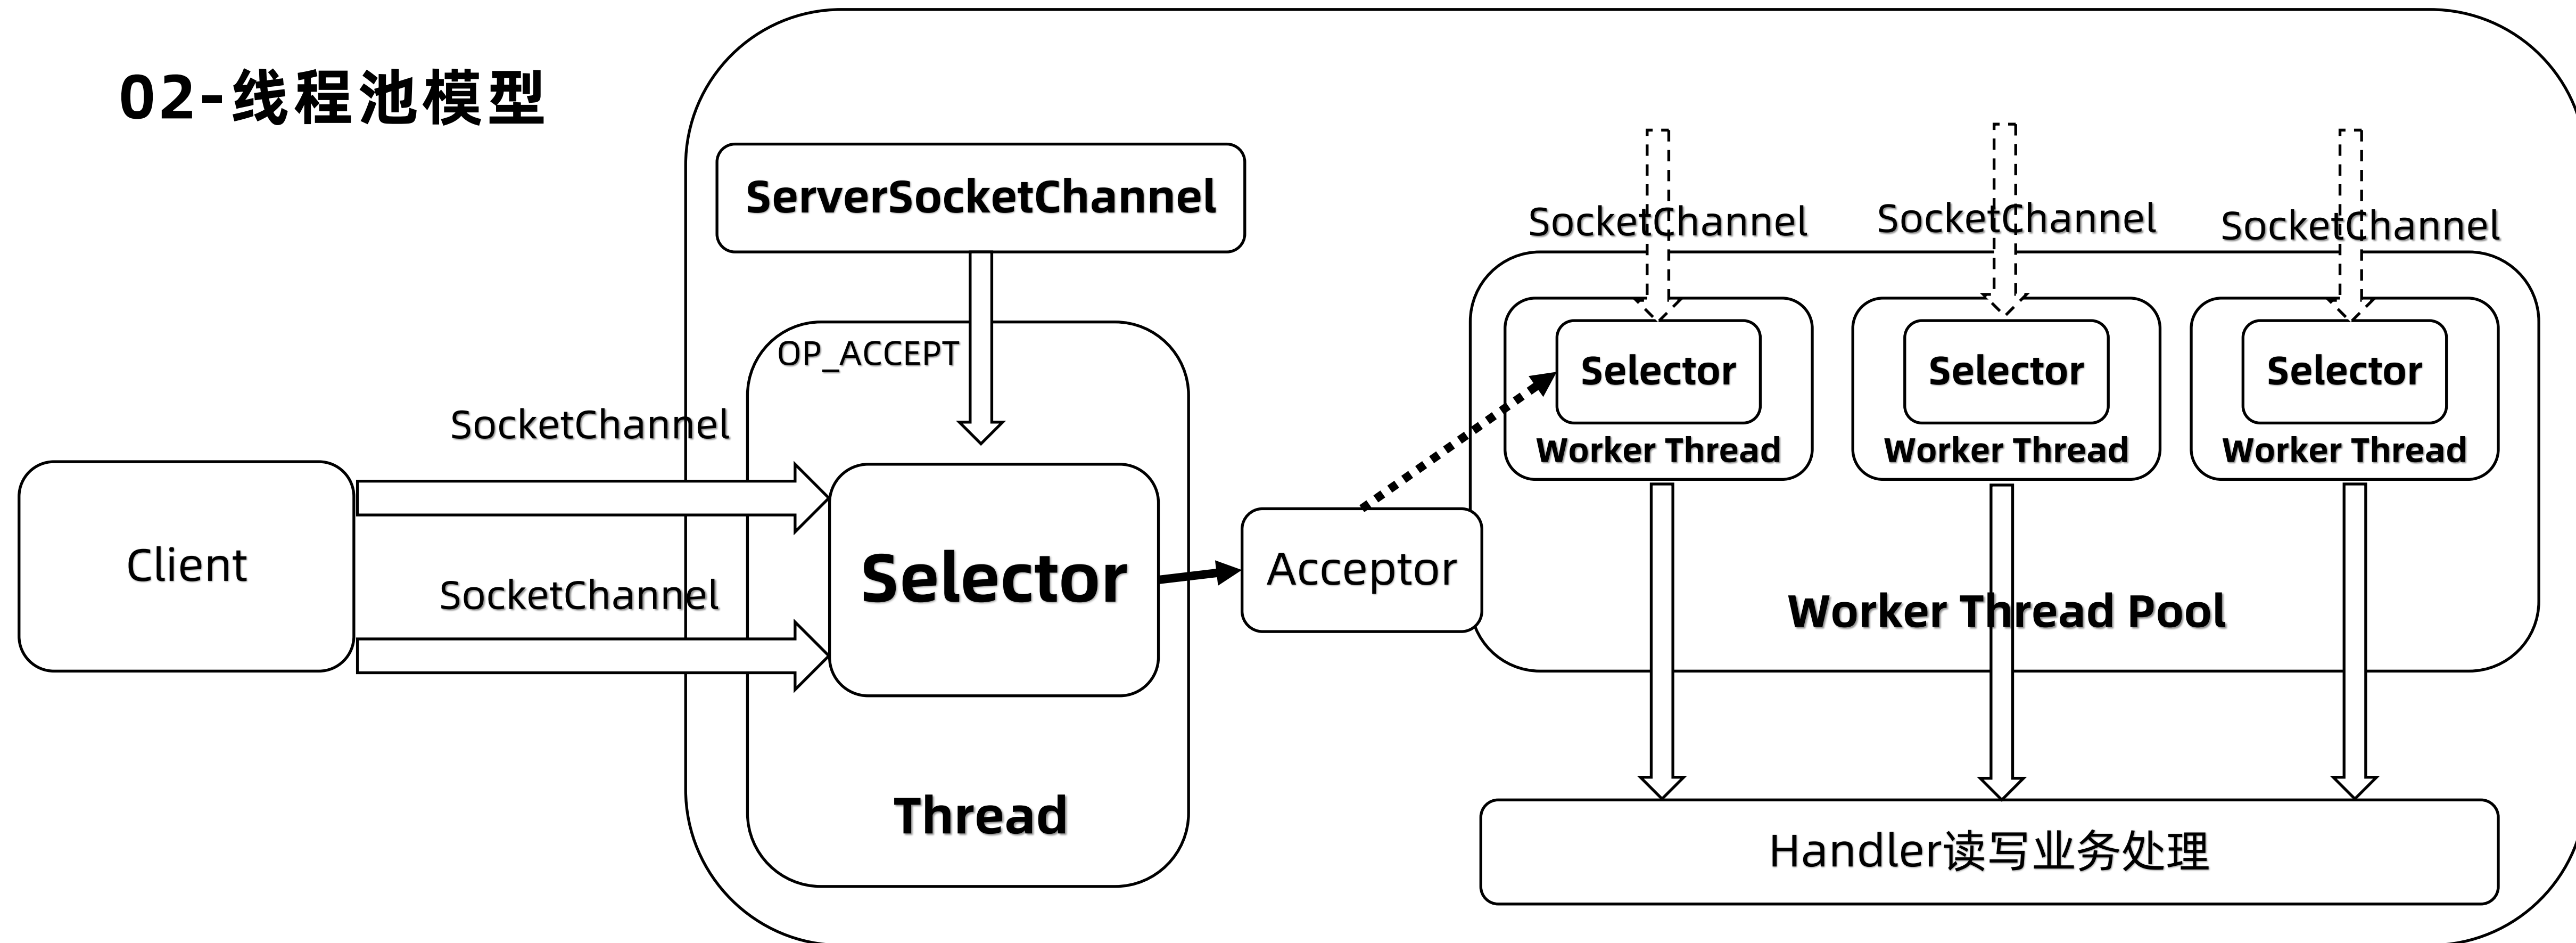 02-线程池模型
ServerSocketChannel
OP_ACCEPT
SocketChannel
SocketChannel
Client
Selector
Thread
Acceptor
SocketChannel
SocketChannel
SocketChannel
Selector
Worker Thread
Selector
Worker Thread
Selector
Worker Thread
Worker Thread Pool
Handler读写业务处理